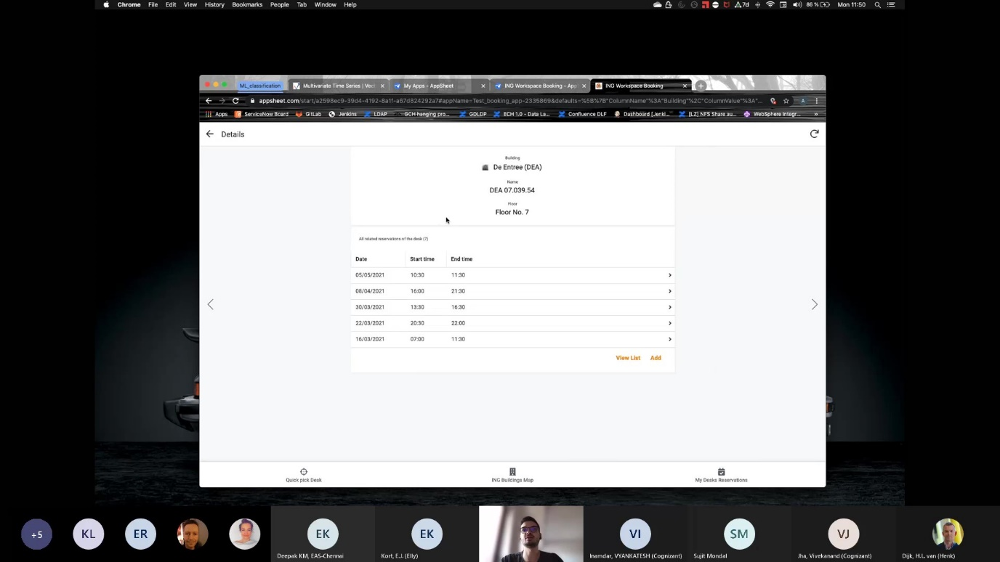 Chrome File Edit View History Bookmarks People Tab Window Help
7d 86 % Mon 11:50
ML_classification Multivariate Time Series | Vect My Apps - AppSheet ING Workspace Booking - App ING Workspace Booking
appsheet.com/start/a2598ec9-39d4-4192-8a1f-a67d824292a7#appName=Test_booking_app-2335869&defaults=%5B%7B"ColumnName"%3A"Building"%2C"ColumnValue"%3A"... A
Apps ServiceNow Board GitLab Jenkins LDAP GCH hanging pro... GDLDP ECH 1.0 - Data La... Confluence DLF Dashboard [Jenki... [LZ] NFS Share au... WebSphere Integr... »
Details
Building
De Entree (DEA)
Name
DEA 07.039.54
Floor
Floor No. 7
All related reservations of the desk (7)
Date Start time End time
05/05/2021 10:30 11:30
08/04/2021 16:00 21:30
30/03/2021 13:30 16:30
22/03/2021 20:30 22:00
16/03/2021 07:00 11:30
View List Add
Quick pick Desk ING Buildings Map My Desks Reservations
+5 KL ER EK EK VI SM VJ
Deepak KM, EAS-Chennai Kort, E.J. (Elly) Inamdar, VYANKATESH (Cognizant) Sujit Mondal Jha, Vivekanand (Cognizant) Dijk, H.L. van (Henk)